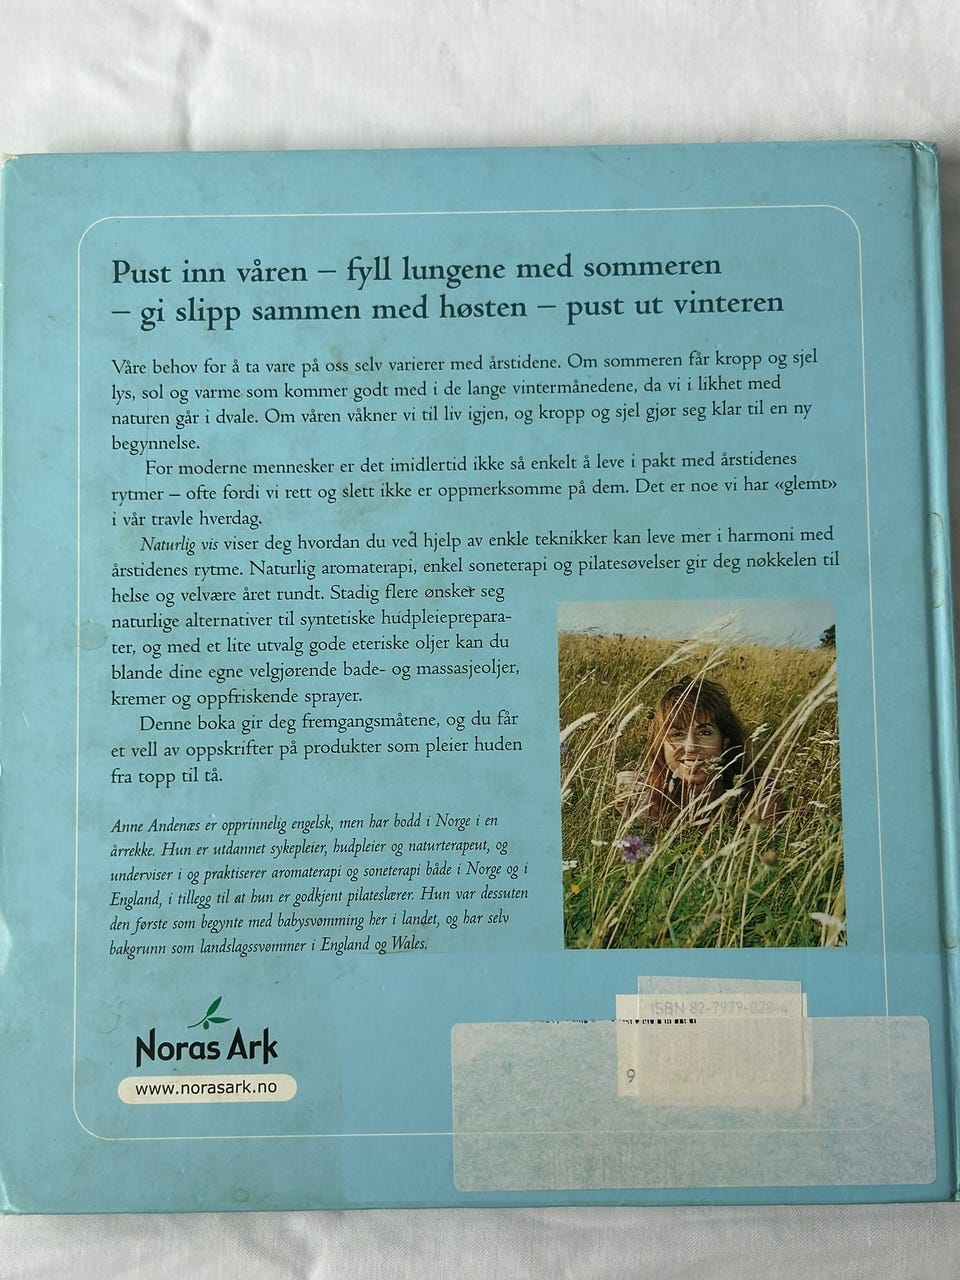 Pust inn våren – fyll lungene med sommeren
– gi slipp sammen med høsten – pust ut vinteren
Våre behov for å ta vare på oss selv varierer med årstidene. Om sommeren får kropp og sjel
lys, sol og varme som kommer godt med i de lange vintermånedene, da vi i likhet med
naturen går i dvale. Om våren våkner vi til liv igjen, og kropp og sjel gjør seg klar til en ny
begynnelse.
For moderne mennesker er det imidlertid ikke så enkelt å leve i pakt med årstidenes
rytmer – ofte fordi vi rett og slett ikke er oppmerksomme på dem. Det er noe vi har «glemt»
i vår travle hverdag.
Naturlig vis viser deg hvordan du ved hjelp av enkle teknikker kan leve mer i harmoni med
årstidenes rytme. Naturlig aromaterapi, enkel soneterapi og pilatesøvelser gir deg nøkkelen til
helse og velvære året rundt. Stadig flere ønsker seg
naturlige alternativer til syntetiske hudpleieprepara-
ter, og med et lite utvalg gode eteriske oljer kan du
blande dine egne velgjørende bade- og massasjeoljer,
kremer og oppfriskende sprayer.
Denne boka gir deg fremgangsmåtene, og du får
et vell av oppskrifter på produkter som pleier huden
fra topp til tå.
Anne Andenæs er opprinnelig engelsk, men har bodd i Norge i en
årrekke. Hun er utdannet sykepleier, hudpleier og naturterapeut, og
underviser i og praktiserer aromaterapi og soneterapi både i Norge og i
England, i tillegg til at hun er godkjent pilateslærer. Hun var dessuten
den første som begynte med babysvømming her i landet, og har selv
bakgrunn som landslagssvømmer i England og Wales.
Noras Ark
www.norasark.no
ISBN 82-7979-028-4
9